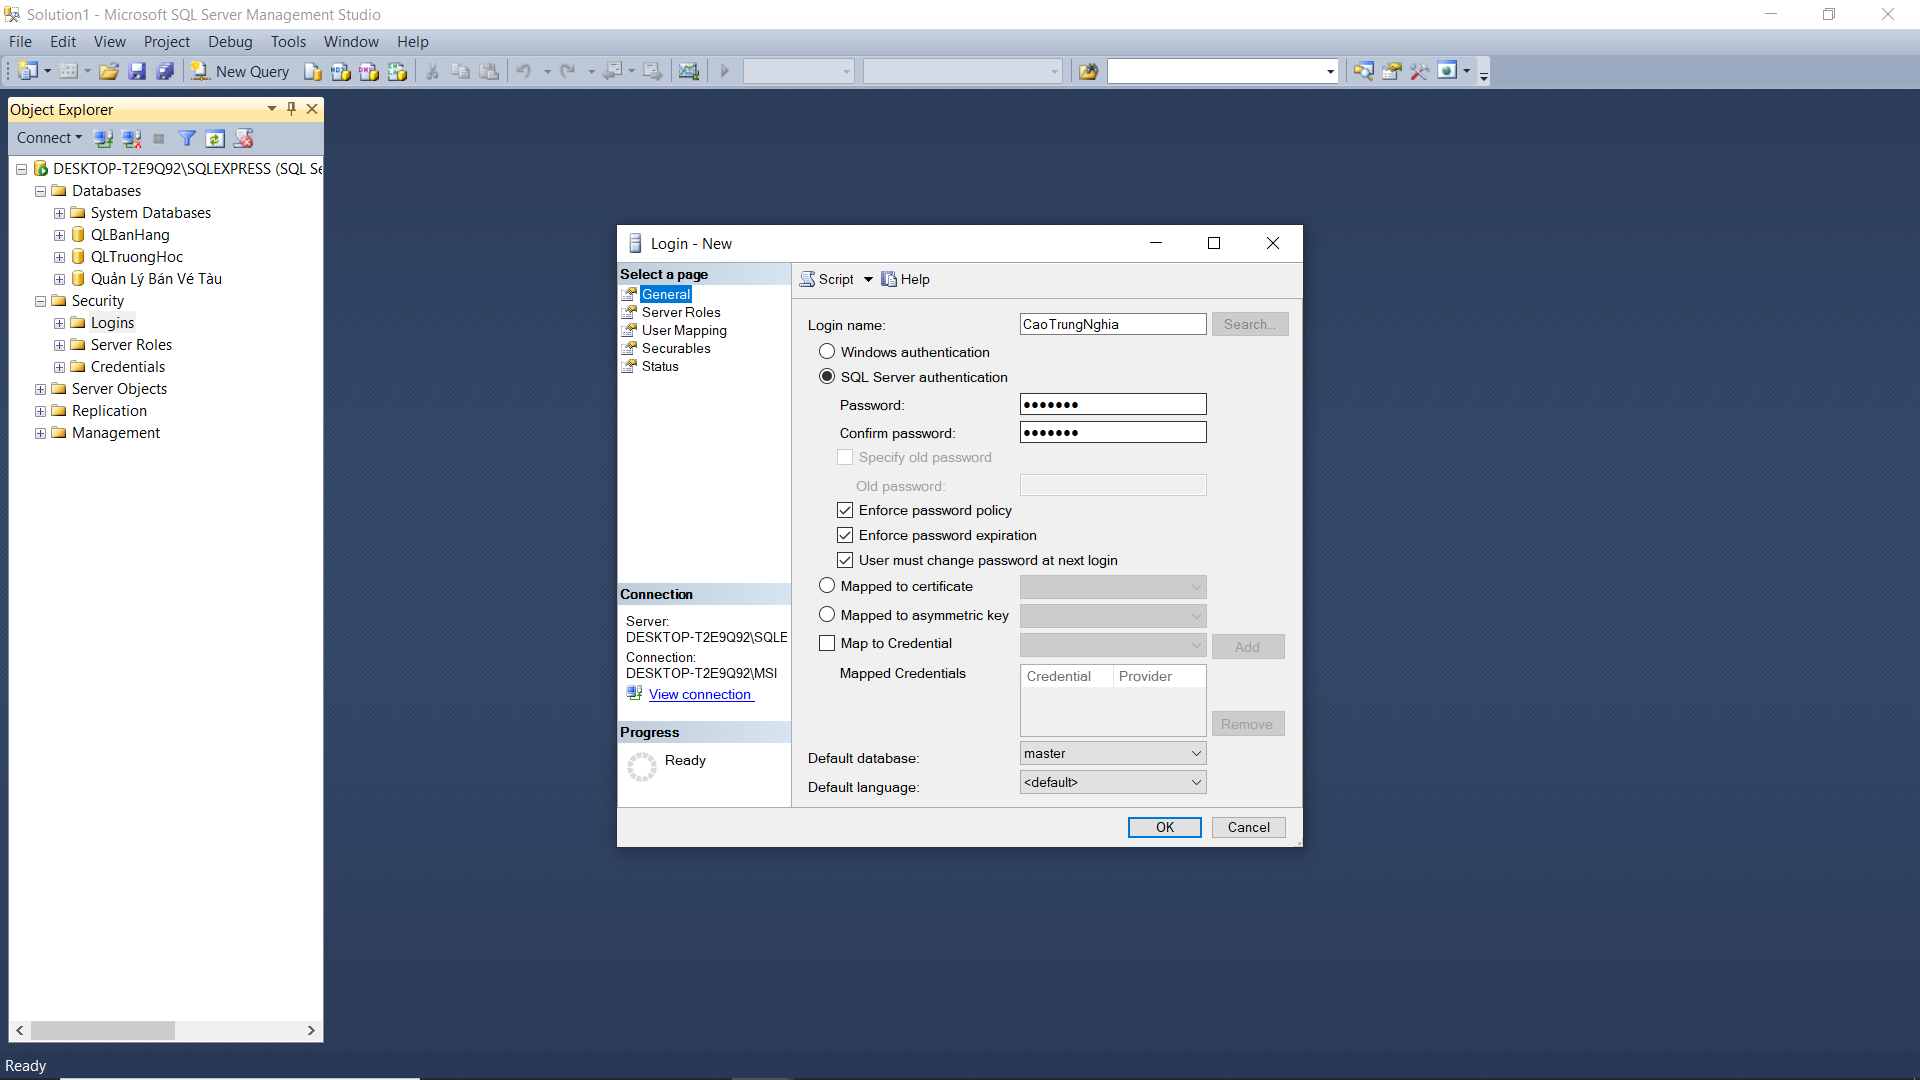 Solution1 - Microsoft SQL Server Management Studio
File Edit View Project Debug Tools Window Help
New Query
Object Explorer
Connect
DESKTOP-T2E9Q92\SQLEXPRESS (SQL Se
Databases
System Databases
QLBanHang
QLTruongHoc
Quản Lý Bán Vé Tàu
Security
Logins
Server Roles
Credentials
Server Objects
Replication
Management
Login - New
Select a page
General
Server Roles
User Mapping
Securables
Status
Connection
Server:
DESKTOP-T2E9Q92\SQLE
Connection:
DESKTOP-T2E9Q92\MSI
View connection
Progress
Ready
Script Help
Login name: CaoTrungNghia Search...
Windows authentication
SQL Server authentication
Password: ●●●●●●●
Confirm password: ●●●●●●●
Specify old password
Old password:
Enforce password policy
Enforce password expiration
User must change password at next login
Mapped to certificate
Mapped to asymmetric key
Map to Credential Add
Mapped Credentials Credential Provider
Remove
Default database: master
Default language: <default>
OK Cancel
Ready